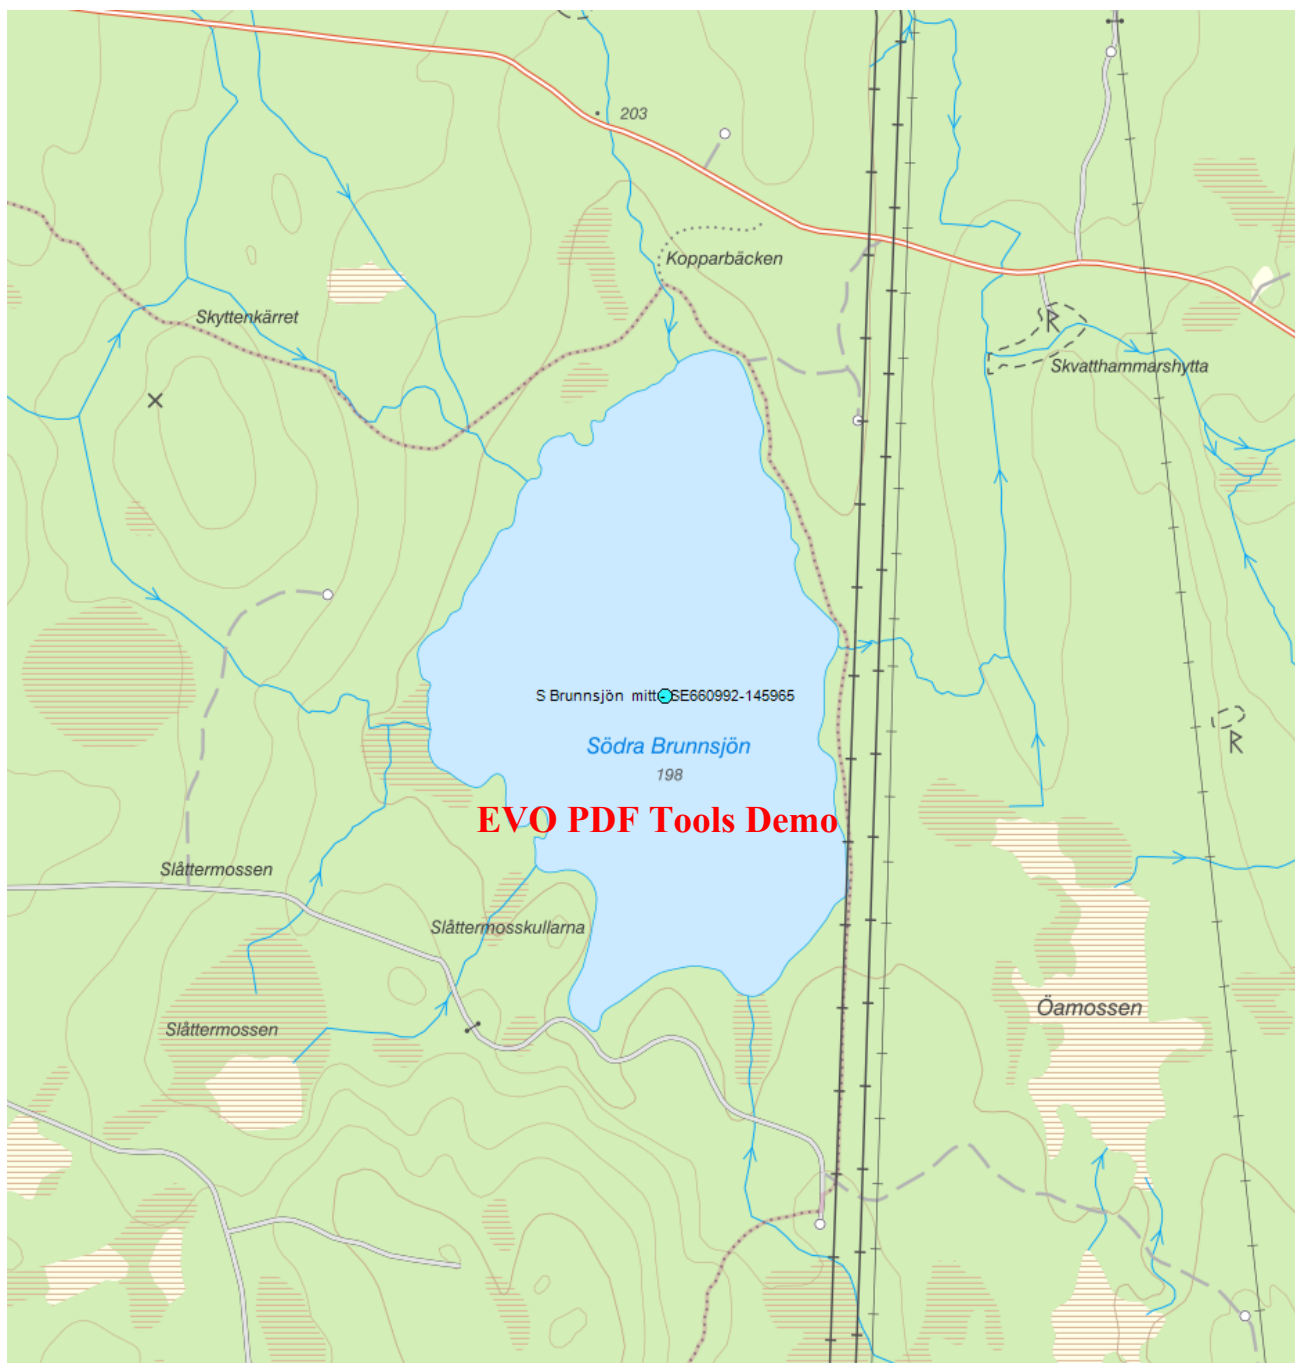 203
Kopparbäcken
Skyttenkärret
Skvatthammarshytta
S Brunnsjön mitt - SE660992-145965
Södra Brunnsjön
198
EVO PDF Tools Demo
Slåttermossen
Slåttermosskullarna
Öamossen
Slåttermossen